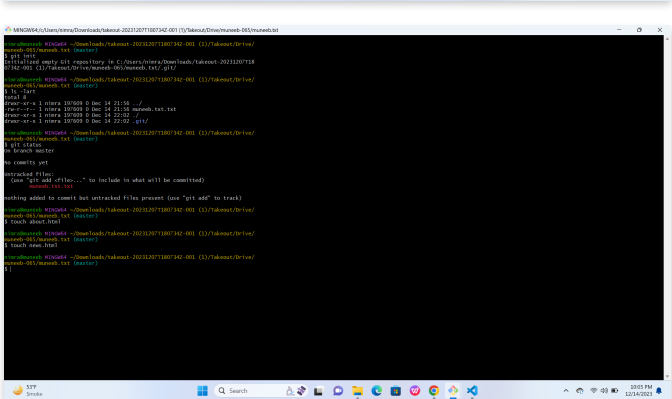 MINGW64:/c/Users/nimra/Downloads/takeout-20231207T180734Z-001 (1)/Takeout/Drive/muneeb-065/muneeb.txt
nimra@muneeb MINGW64 ~/Downloads/takeout-20231207T180734Z-001 (1)/Takeout/Drive/
muneeb-065/muneeb.txt (master)
$ git init
Initialized empty Git repository in C:/Users/nimra/Downloads/takeout-20231207T18
0734Z-001 (1)/Takeout/Drive/muneeb-065/muneeb.txt/.git/
nimra@muneeb MINGW64 ~/Downloads/takeout-20231207T180734Z-001 (1)/Takeout/Drive/
muneeb-065/muneeb.txt (master)
$ ls -lart
total 8
drwxr-xr-x 1 nimra 197609 0 Dec 14 21:56 ../
-rw-r--r-- 1 nimra 197609 0 Dec 14 21:56 muneeb.txt.txt
drwxr-xr-x 1 nimra 197609 0 Dec 14 22:02 ./
drwxr-xr-x 1 nimra 197609 0 Dec 14 22:02 .git/
nimra@muneeb MINGW64 ~/Downloads/takeout-20231207T180734Z-001 (1)/Takeout/Drive/
muneeb-065/muneeb.txt (master)
$ git status
On branch master
No commits yet
Untracked files:
(use "git add <file>..." to include in what will be committed)
muneeb.txt.txt
nothing added to commit but untracked files present (use "git add" to track)
nimra@muneeb MINGW64 ~/Downloads/takeout-20231207T180734Z-001 (1)/Takeout/Drive/
muneeb-065/muneeb.txt (master)
$ touch about.html
nimra@muneeb MINGW64 ~/Downloads/takeout-20231207T180734Z-001 (1)/Takeout/Drive/
muneeb-065/muneeb.txt (master)
$ touch news.html
nimra@muneeb MINGW64 ~/Downloads/takeout-20231207T180734Z-001 (1)/Takeout/Drive/
muneeb-065/muneeb.txt (master)
$
53°F
Smoke
Search
10:05 PM
12/14/2023